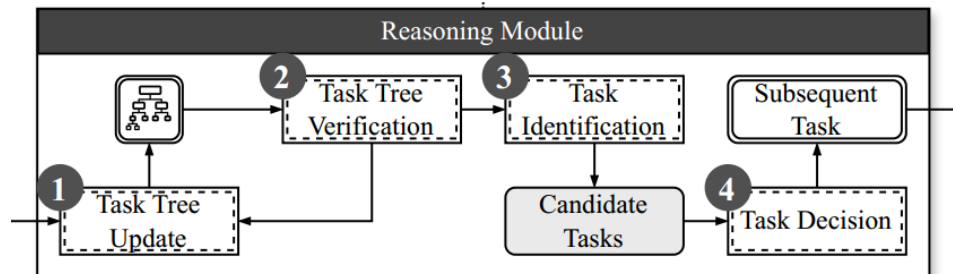 Reasoning Module
1
Task Tree
Update
2
Task Tree
Verification
3
Task
Identification
Candidate
Tasks
4
Task Decision
Subsequent
Task